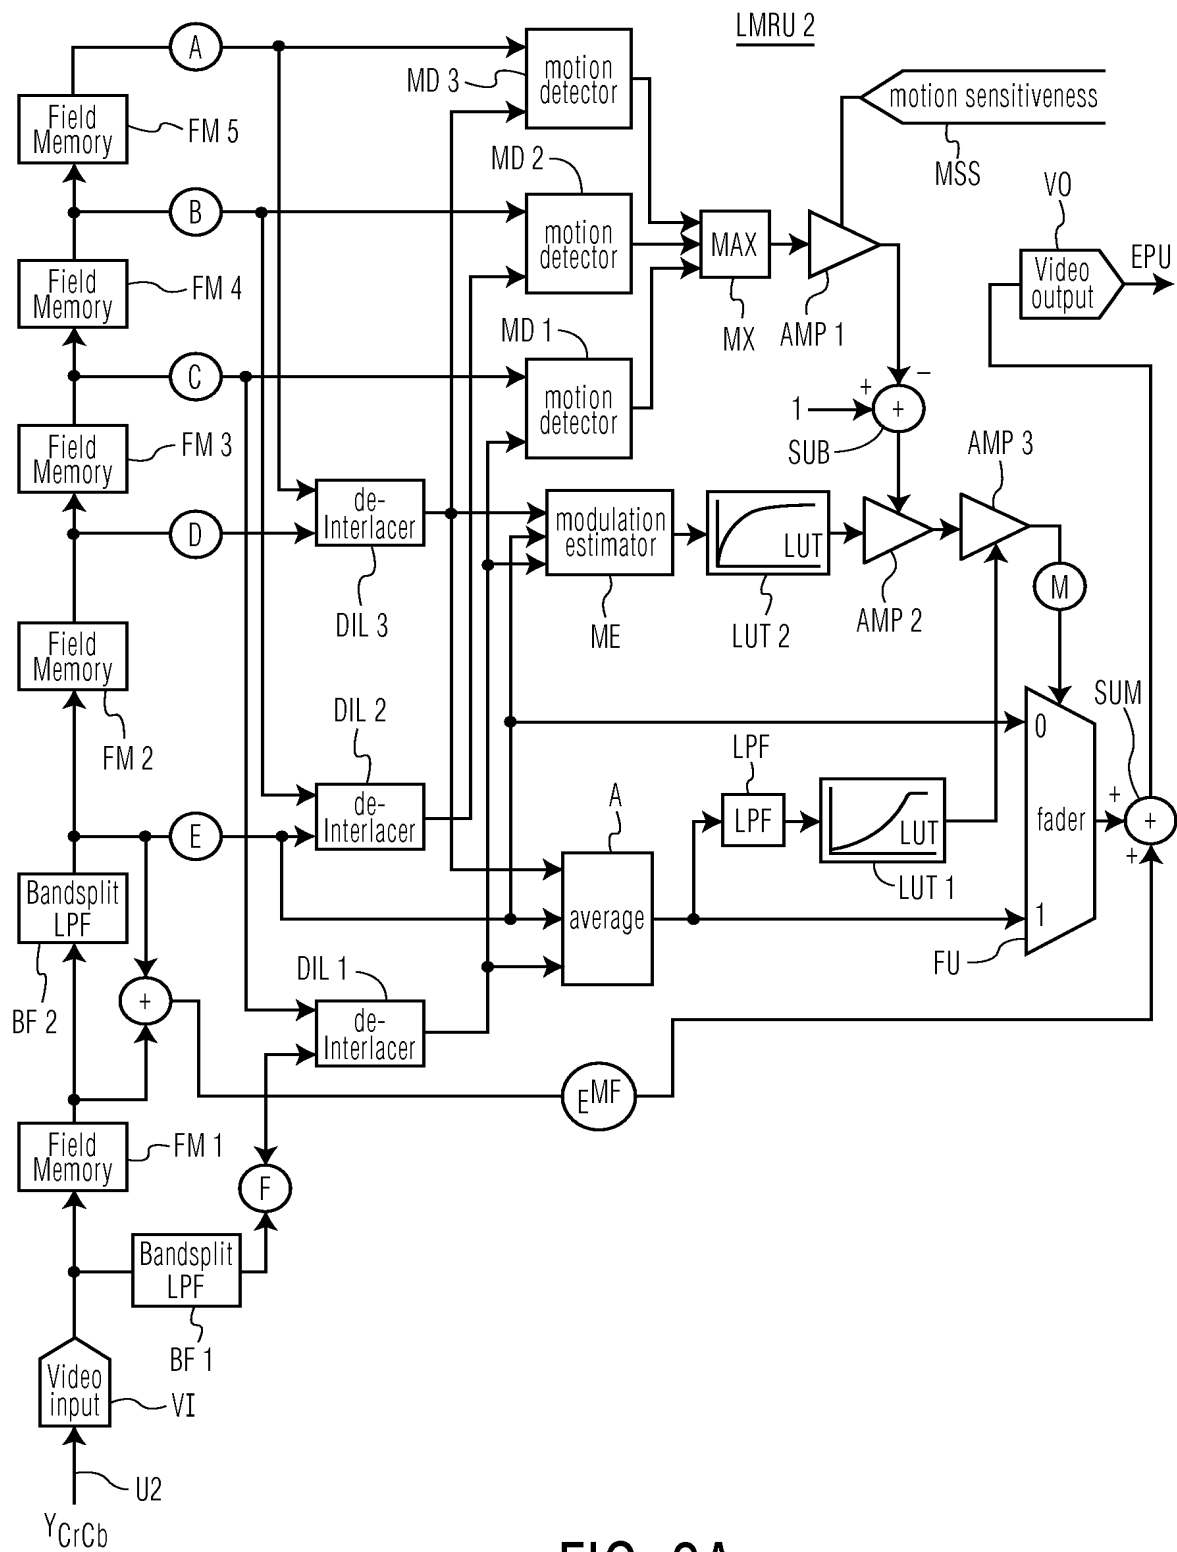 LMRU 2
A
MD 3
motion
detector
motion sensitiveness
MSS
Field
Memory
FM 5
MD 2
VO
B
motion
detector
MAX
MX
AMP 1
Video
output
EPU
Field
Memory
FM 4
MD 1
C
motion
detector
1
+
−
+
SUB
Field
Memory
FM 3
AMP 3
D
de-
Interlacer
DIL 3
modulation
estimator
ME
LUT
LUT 2
AMP 2
M
Field
Memory
FM 2
DIL 2
SUM
0
LPF
A
E
de-
Interlacer
LPF
LUT
LUT 1
fader
+
+
+
Bandsplit
LPF
BF 2
average
1
FU
+
DIL 1
de-
Interlacer
EMF
Field
Memory
FM 1
F
Bandsplit
LPF
BF 1
Video
input
VI
U2
YCrCb